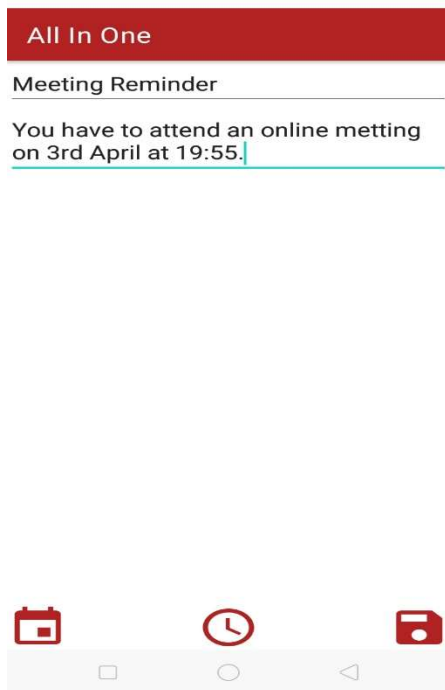 All In One
Meeting Reminder
You have to attend an online metting
on 3rd April at 19:55.